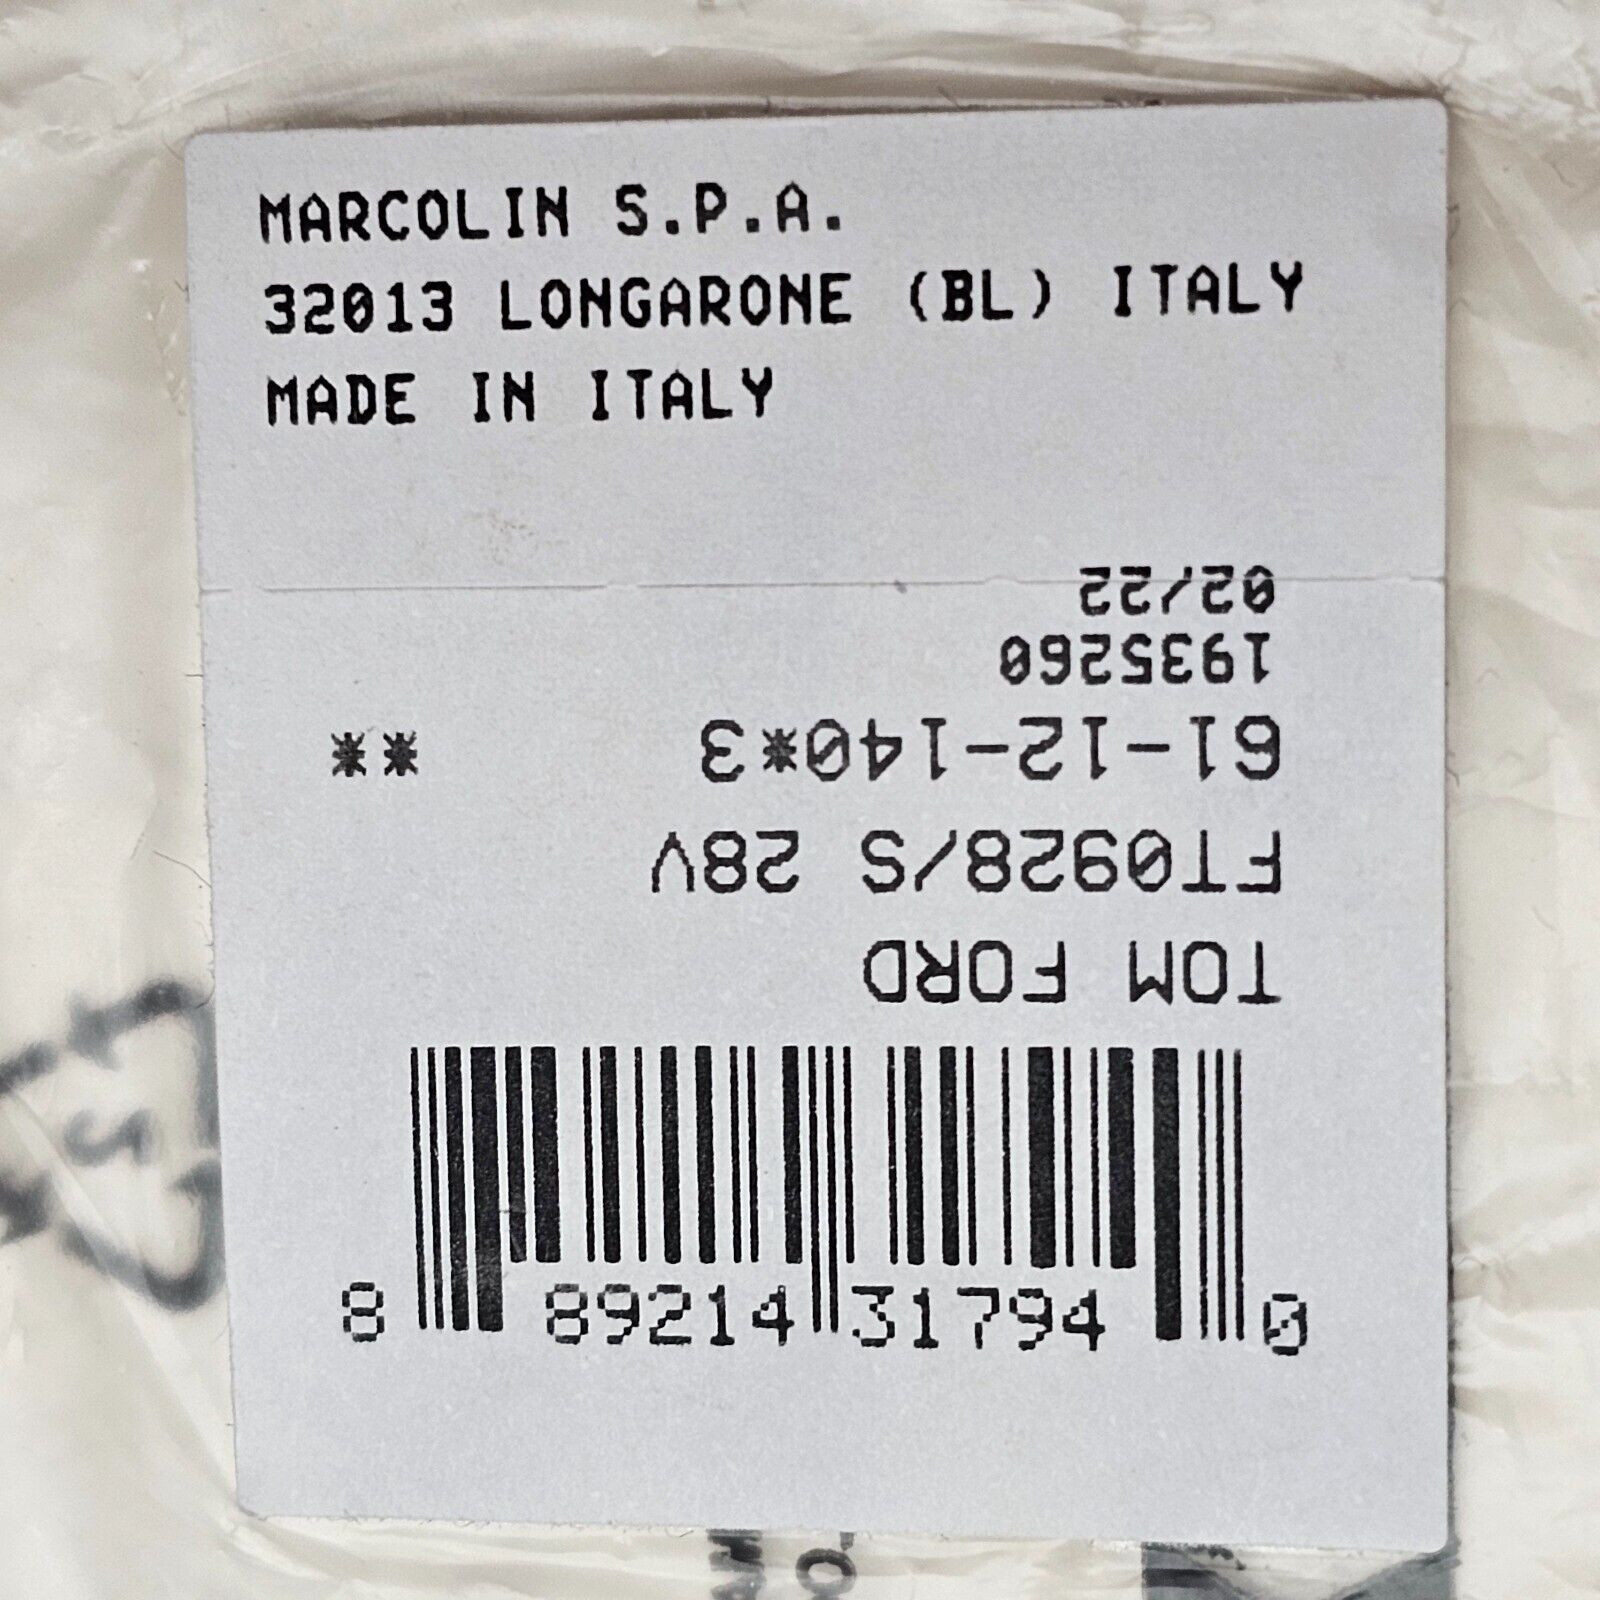 MARCOLIN S.P.A.
32013 LONGARONE (BL) ITALY
MADE IN ITALY
TOM FORD
FT0928/S 28V
61-12-140*3 **
1935260
02/22
8 89214 31794 0